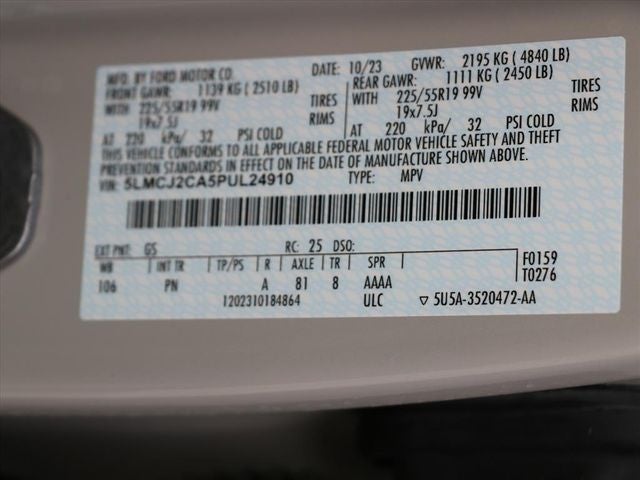 MFD. BY FORD MOTOR CO.
DATE: 10/23 GVWR: 2195 KG ( 4840 LB)
FRONT GAWR: 1139 KG ( 2510 LB)
REAR GAWR: 1111 KG ( 2450 LB)
WITH 225/55R19 99V TIRES
WITH 225/55R19 99V TIRES
19x7.5J RIMS
19x7.5J RIMS
AT 220 kPa/ 32 PSI COLD
AT 220 kPa/ 32 PSI COLD
THIS VEHICLE CONFORMS TO ALL APPLICABLE FEDERAL MOTOR VEHICLE SAFETY AND THEFT
PREVENTION STANDARDS IN EFFECT ON THE DATE OF MANUFACTURE SHOWN ABOVE.
5LMCJ2CA5PUL24910 TYPE: MPV
EXT PNT: GS RC: 25 DSO:
WB INT TR TP/PS R AXLE TR SPR
106 PN A 81 8 AAAA
F0159
T0276
1202310184864 ULC ▽ 5U5A-3520472-AA